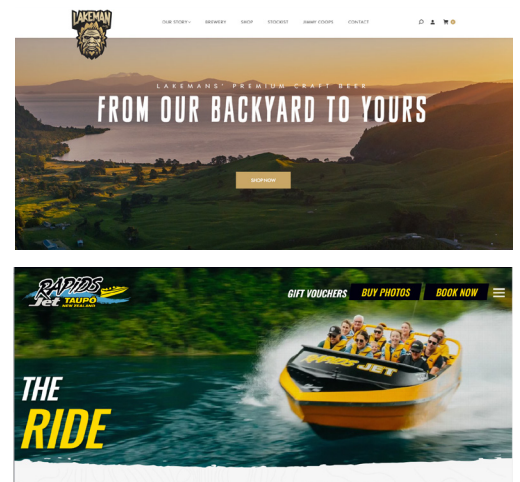 LAKEMAN
OUR STORY
BREWERY
SHOP
STOCKIST
JIMMY COOPS
CONTACT
LAKEMANS' PREMIUM CRAFT BEER
FROM OUR BACKYARD TO YOURS
SHOP NOW
RAPIDS
Jet TAUPO
NEW ZEALAND
GIFT VOUCHERS
BUY PHOTOS
BOOK NOW
RAPIDS JET
THE
RIDE